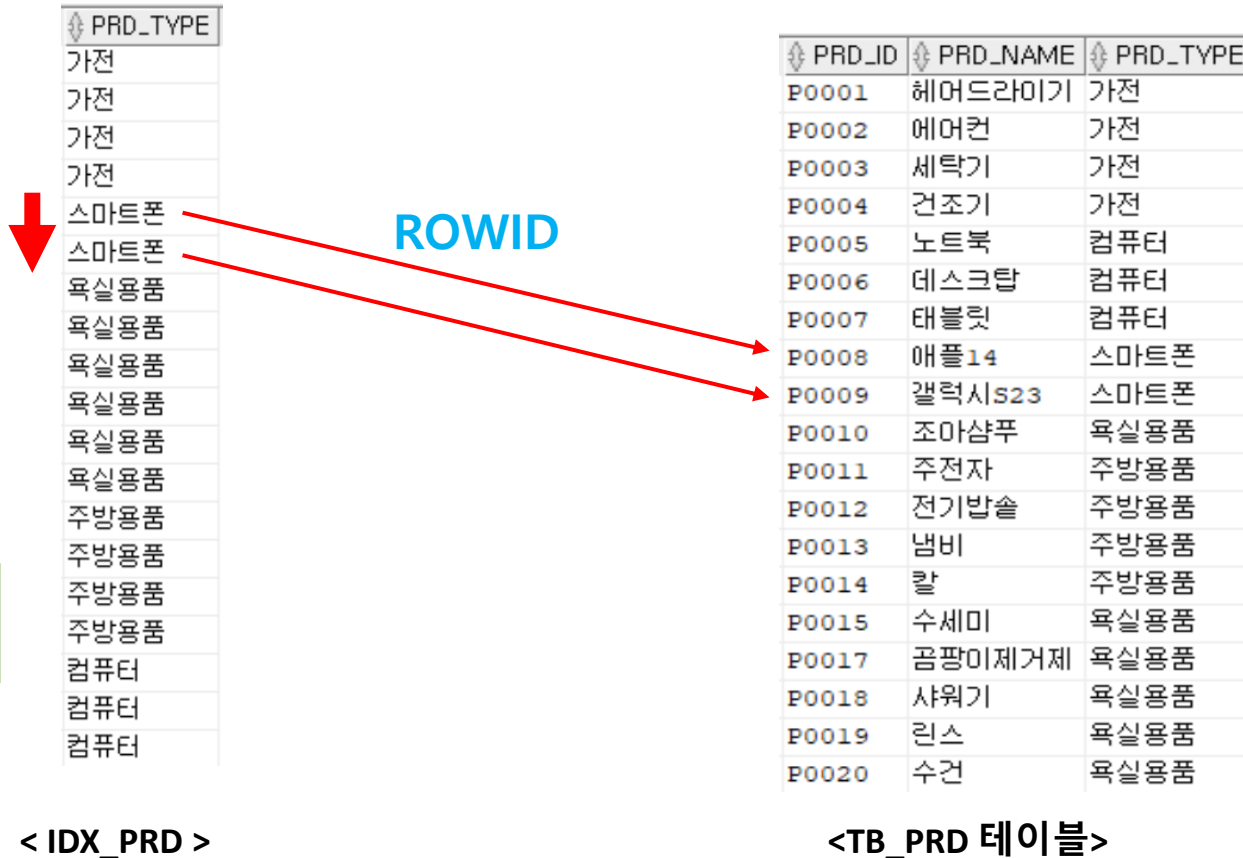 PRD_TYPE
가전
가전
가전
가전
스마트폰
스마트폰
욕실용품
욕실용품
욕실용품
욕실용품
욕실용품
욕실용품
주방용품
주방용품
주방용품
주방용품
컴퓨터
컴퓨터
컴퓨터
< IDX_PRD >
ROWID
PRD_ID PRD_NAME PRD_TYPE
P0001 헤어드라이기 가전
P0002 에어컨 가전
P0003 세탁기 가전
P0004 건조기 가전
P0005 노트북 컴퓨터
P0006 데스크탑 컴퓨터
P0007 태블릿 컴퓨터
P0008 애플14 스마트폰
P0009 갤럭시S23 스마트폰
P0010 조아샴푸 욕실용품
P0011 주전자 주방용품
P0012 전기밥솥 주방용품
P0013 냄비 주방용품
P0014 칼 주방용품
P0015 수세미 욕실용품
P0017 곰팡이제거제 욕실용품
P0018 샤워기 욕실용품
P0019 린스 욕실용품
P0020 수건 욕실용품
<TB_PRD 테이블>